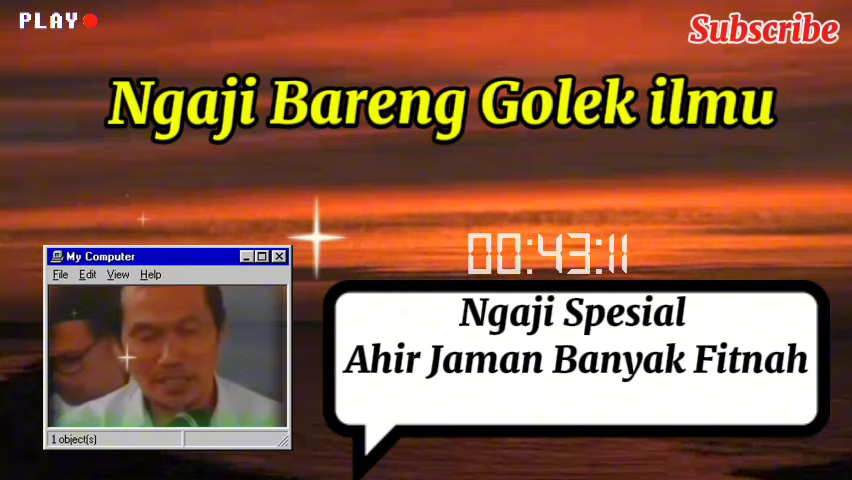 PLAY
Subscribe
Ngaji Bareng Golek ilmu
My Computer
File Edit View Help
00:43:11
Ngaji Spesial
Ahir Jaman Banyak Fitnah
1 object(s)